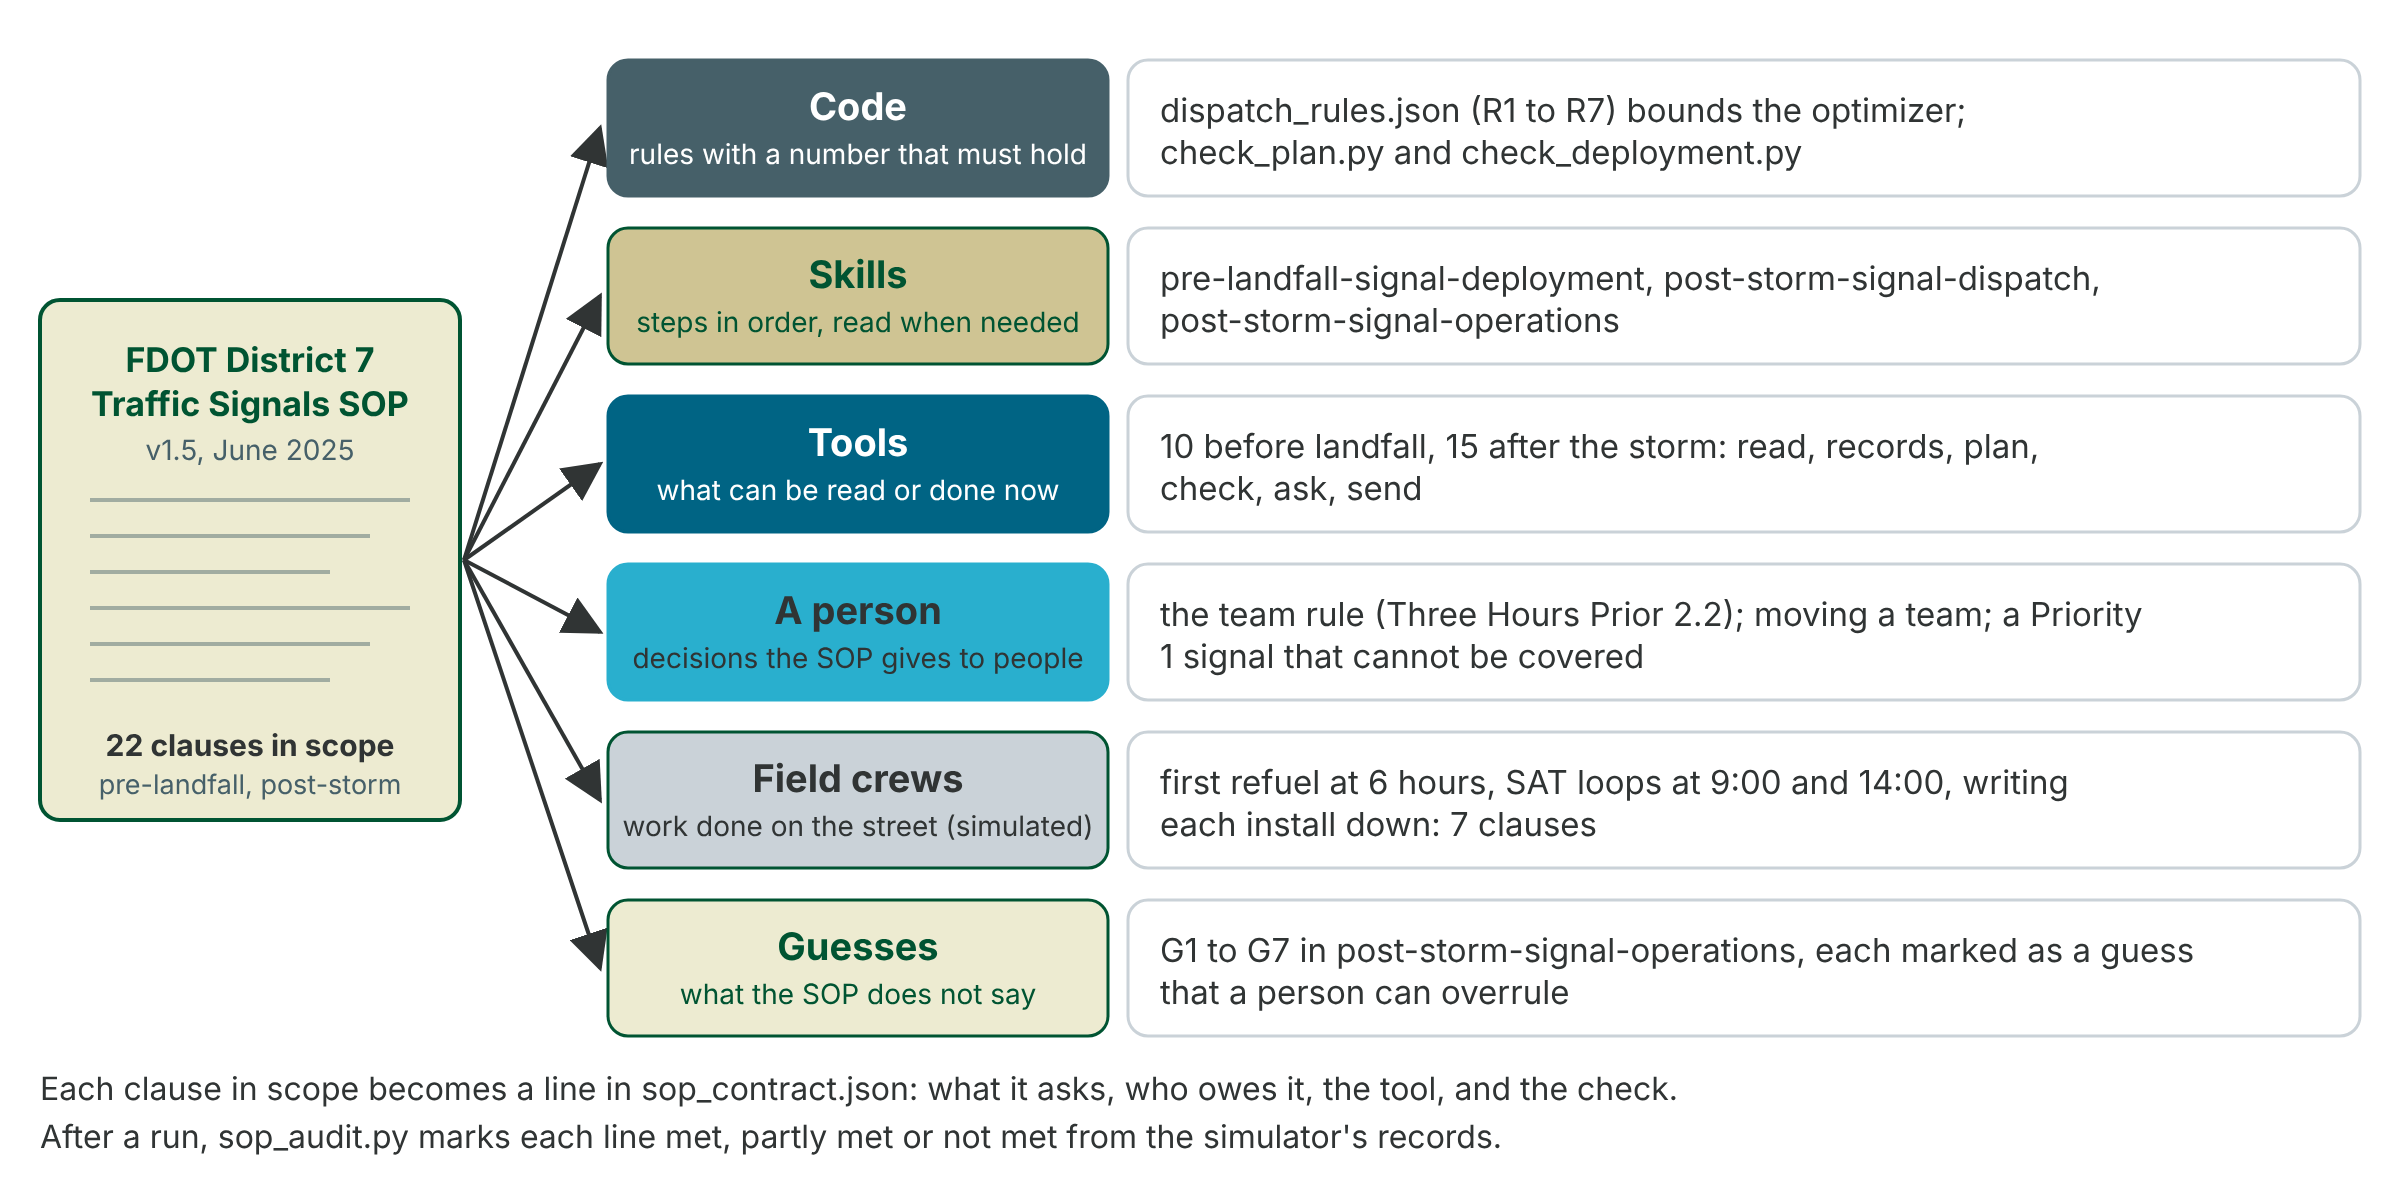 FDOT District 7
Traffic Signals SOP
v1.5, June 2025
22 clauses in scope
pre-landfall, post-storm
Code
rules with a number that must hold
dispatch_rules.json (R1 to R7) bounds the optimizer;
check_plan.py and check_deployment.py
Skills
steps in order, read when needed
pre-landfall-signal-deployment, post-storm-signal-dispatch,
post-storm-signal-operations
Tools
what can be read or done now
10 before landfall, 15 after the storm: read, records, plan,
check, ask, send
A person
decisions the SOP gives to people
the team rule (Three Hours Prior 2.2); moving a team; a Priority
1 signal that cannot be covered
Field crews
work done on the street (simulated)
first refuel at 6 hours, SAT loops at 9:00 and 14:00, writing
each install down: 7 clauses
Guesses
what the SOP does not say
G1 to G7 in post-storm-signal-operations, each marked as a guess
that a person can overrule
Each clause in scope becomes a line in sop_contract.json: what it asks, who owes it, the tool, and the check.
After a run, sop_audit.py marks each line met, partly met or not met from the simulator's records.